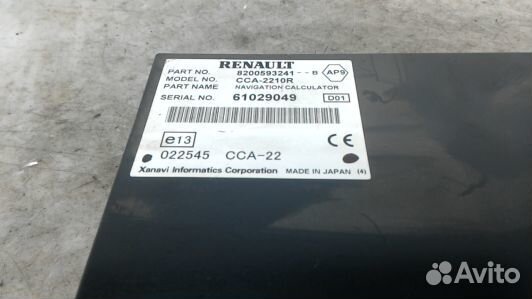 RENAULT
PART NO. 8200593241--B AP9
MODEL NO. CCA-2210R
PART NAME NAVIGATION CALCULATOR
SERIAL NO. 61029049 D01
e13 CE
022545 CCA-22
Xanavi Informatics Corporation MADE IN JAPAN (4)
Avito